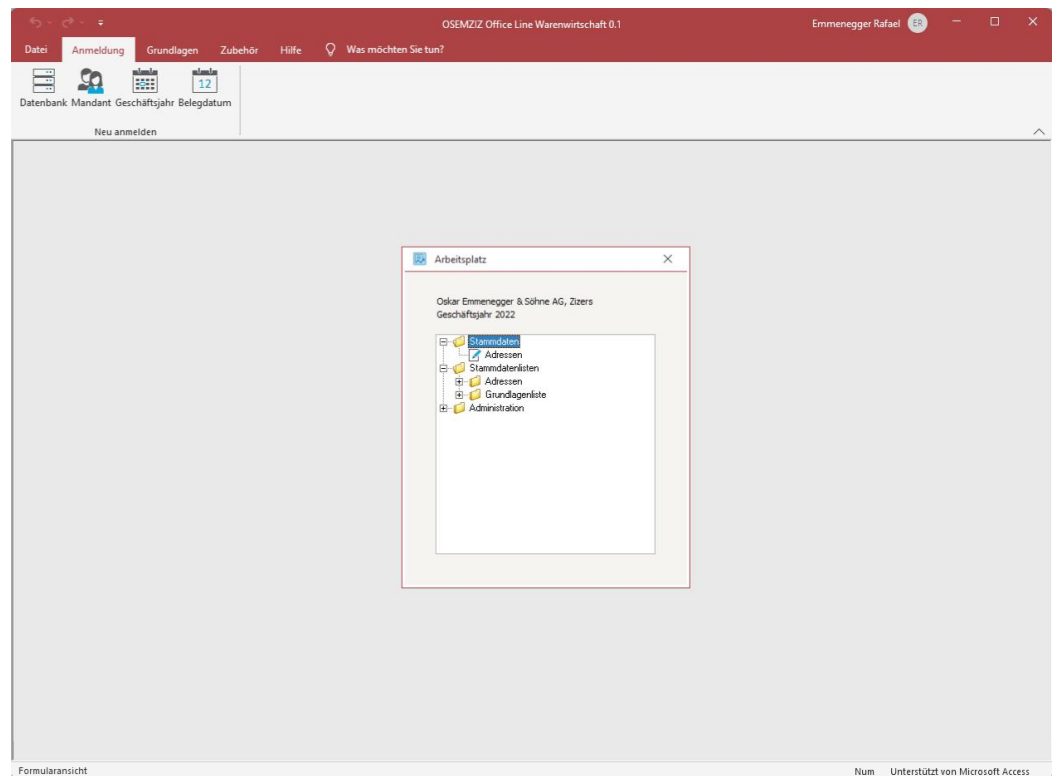 OSEMZIZ Office Line Warenwirtschaft 0.1
Emmenegger Rafael ER
Datei Anmeldung Grundlagen Zubehör Hilfe Was möchten Sie tun?
12
Datenbank Mandant Geschäftsjahr Belegdatum
Neu anmelden
Arbeitsplatz
Oskar Emmenegger & Söhne AG, Zizers
Geschäftsjahr 2022
Stammdaten
Adressen
Stammdatenlisten
Adressen
Grundlagenliste
Administration
Formularansicht
Num Unterstützt von Microsoft Access